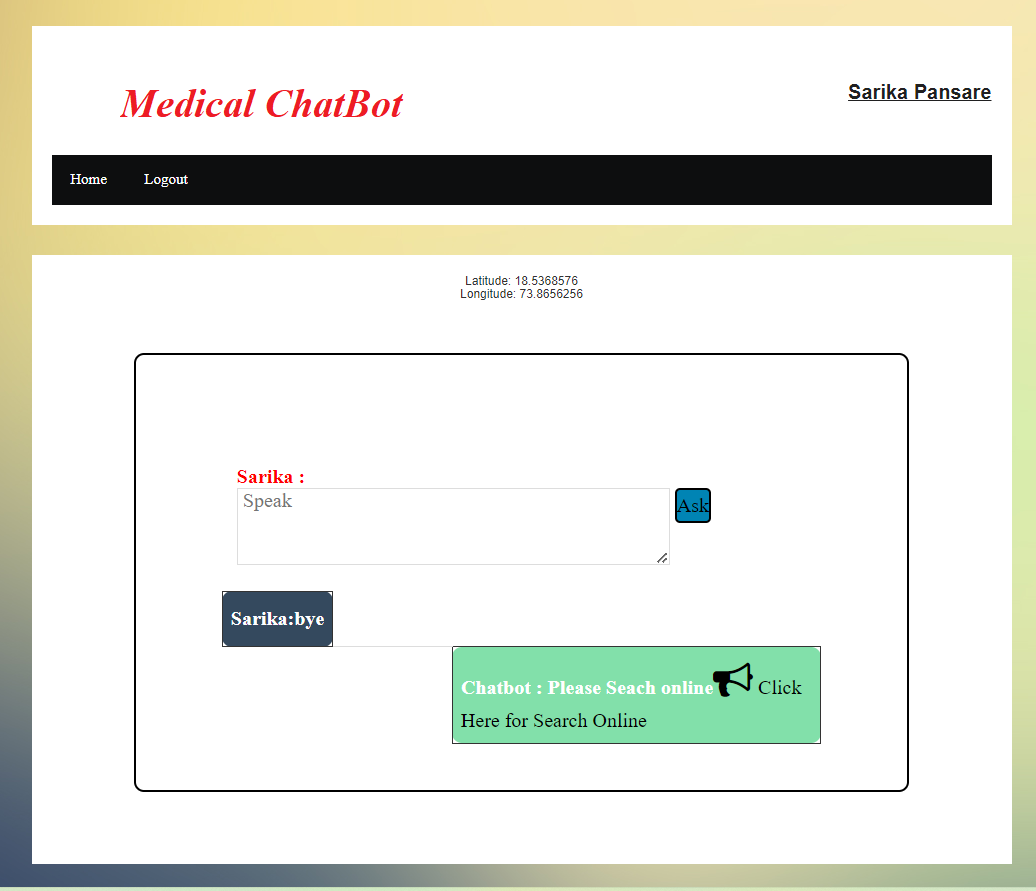 Medical ChatBot
Sarika Pansare
Home Logout
Latitude: 18.5368576
Longitude: 73.8656256
Sarika :
Speak
Ask
Sarika:bye
Chatbot : Please Seach online Click
Here for Search Online